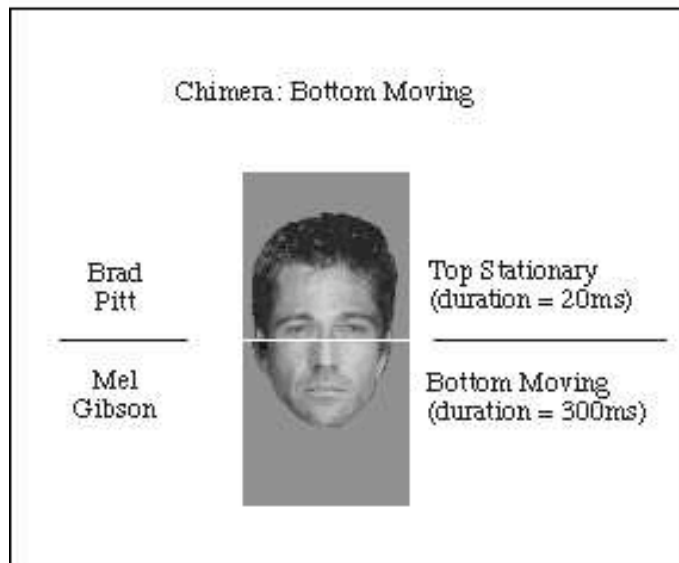 Chimera: Bottom Moving
Brad
Pitt
Top Stationary
(duration = 20ms)
Mel
Gibson
Bottom Moving
(duration = 300ms)